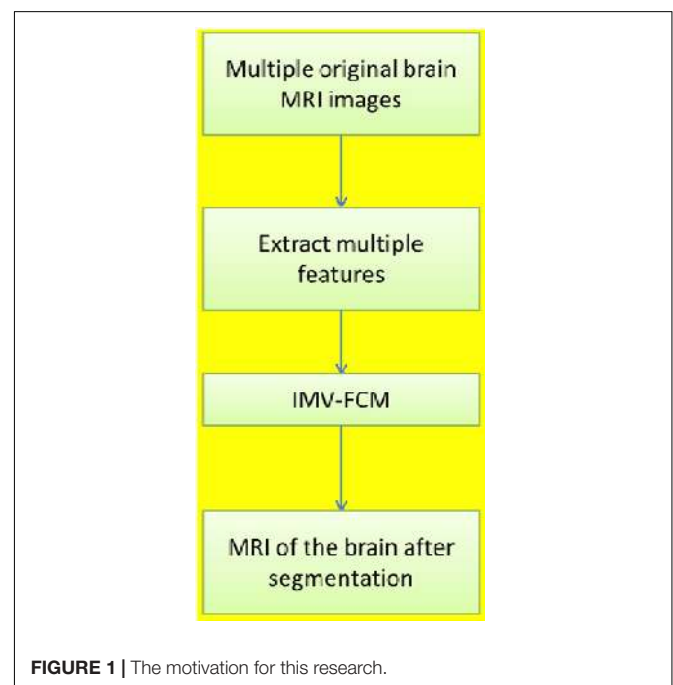 Multiple original brain
MRI images
Extract multiple
features
IMV-FCM
MRI of the brain after
segmentation
FIGURE 1 | The motivation for this research.